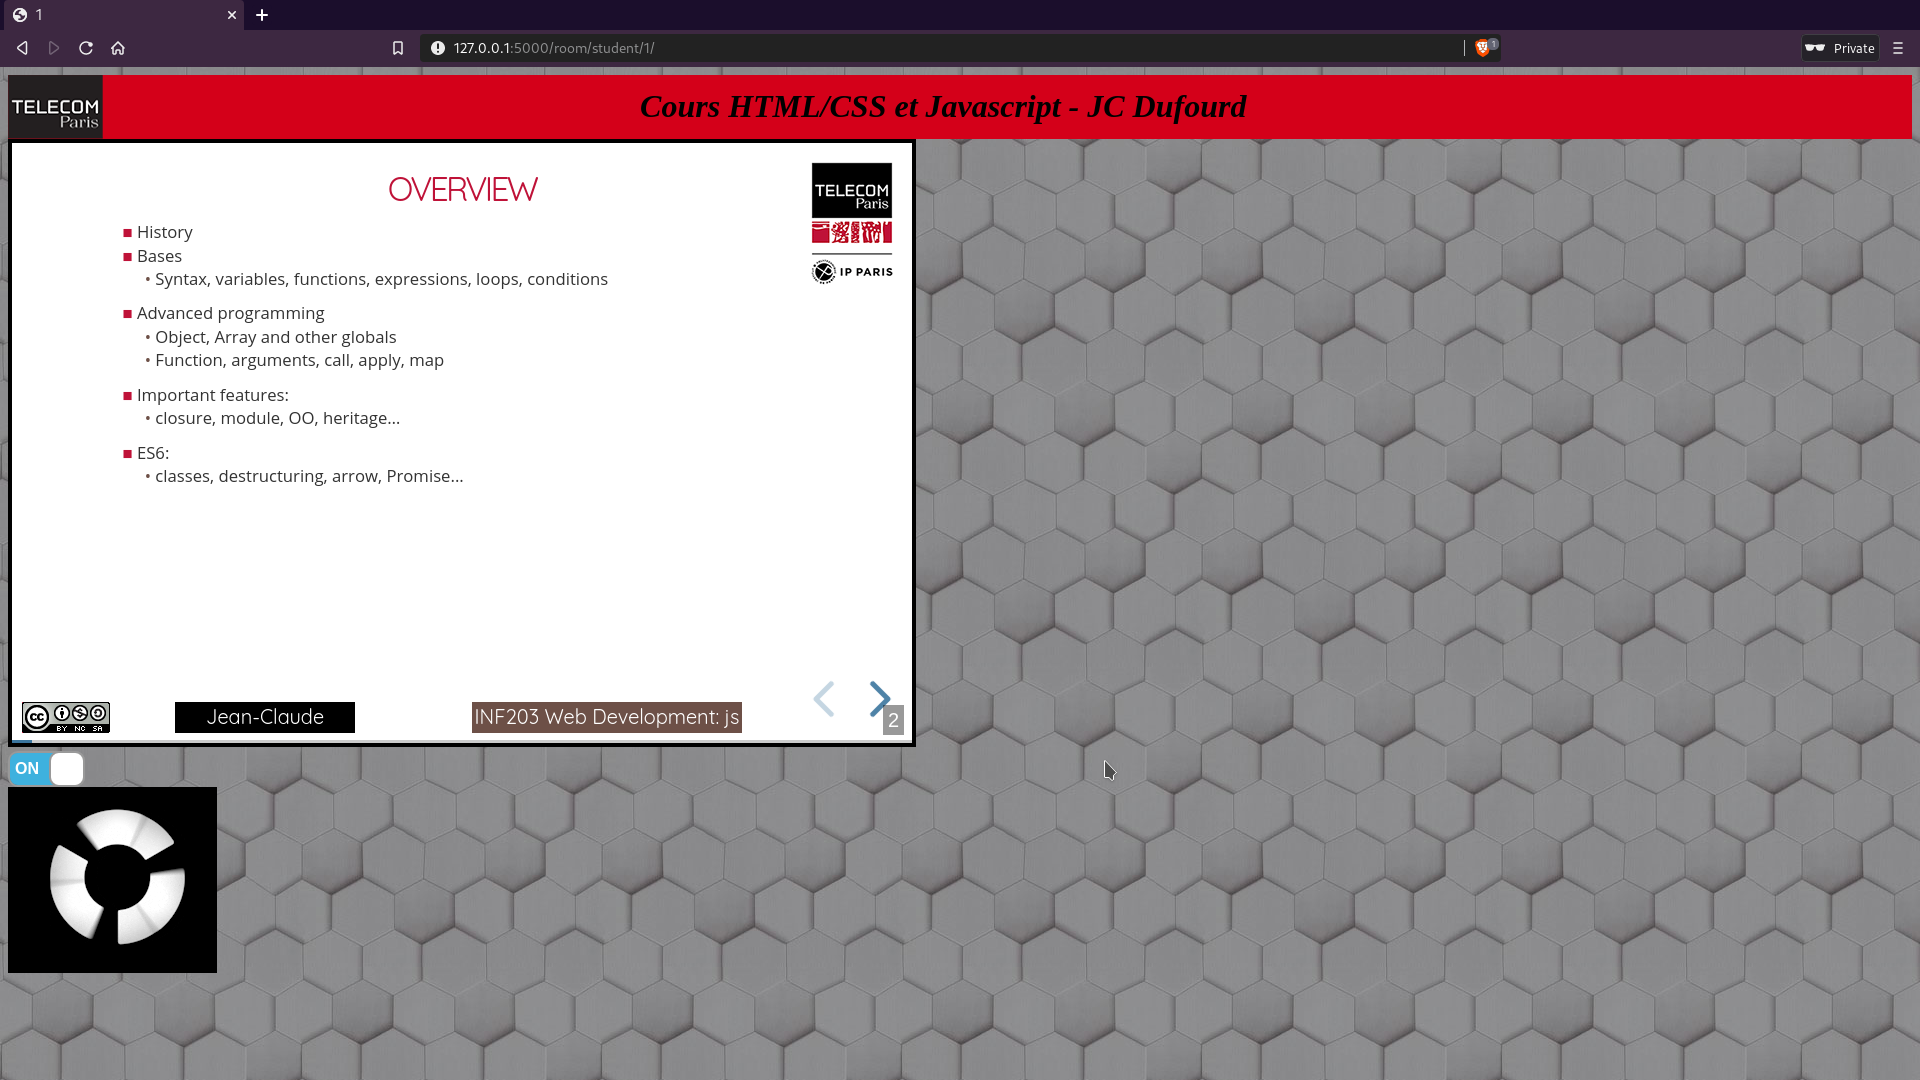 1
127.0.0.1:5000/room/student/1/
1
Private
TELECOM
Paris
Cours HTML/CSS et Javascript - JC Dufourd
OVERVIEW
TELECOM
Paris
IP PARIS
History
Bases
Syntax, variables, functions, expressions, loops, conditions
Advanced programming
Object, Array and other globals
Function, arguments, call, apply, map
Important features:
closure, module, OO, heritage...
ES6:
classes, destructuring, arrow, Promise...
cc
BY NC SA
Jean-Claude
INF203 Web Development: js
2
ON